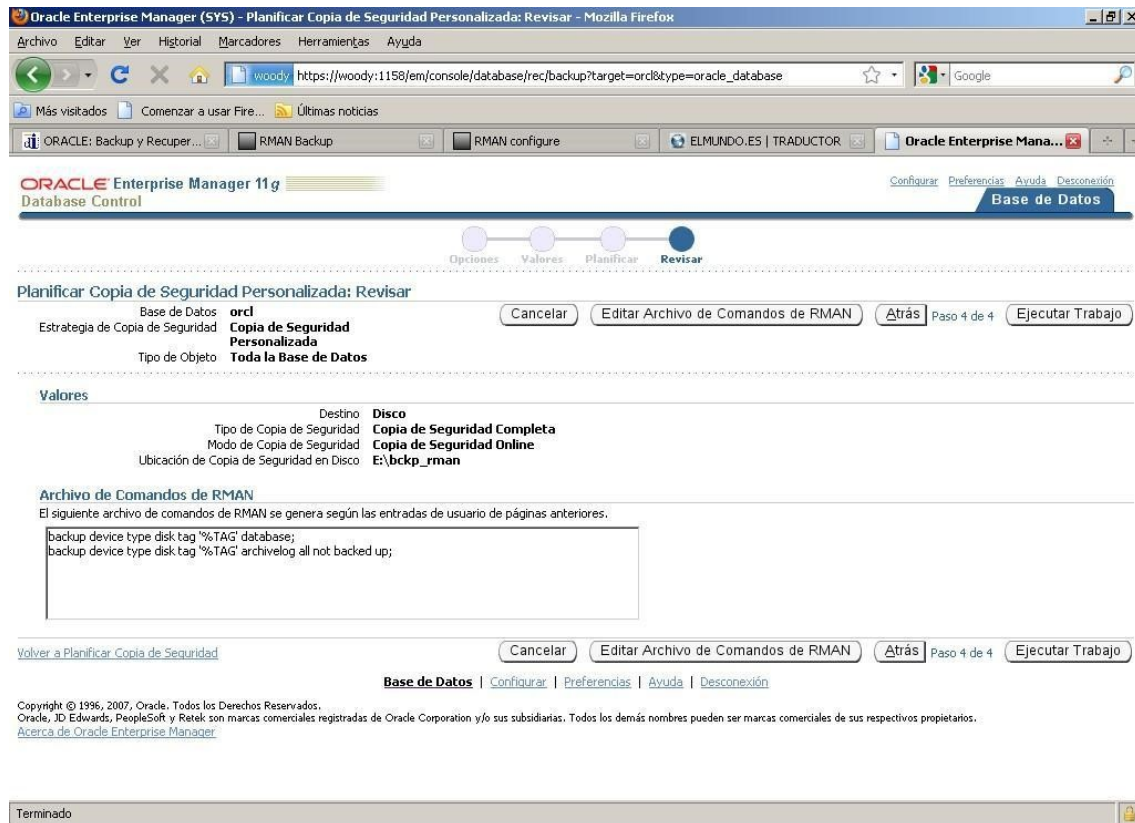 Oracle Enterprise Manager (SYS) - Planificar Copia de Seguridad Personalizada: Revisar - Mozilla Firefox
Archivo Editar Ver Historial Marcadores Herramientas Ayuda
woody https://woody:1158/em/console/database/rec/backup?target=orcl&type=oracle_database
Google
Más visitados Comenzar a usar Fire... Últimas noticias
ORACLE: Backup y Recuper... RMAN Backup RMAN configure ELMUNDO.ES | TRADUCTOR Oracle Enterprise Mana...
ORACLE Enterprise Manager 11g
Database Control
Configurar Preferencias Ayuda Desconexión
Base de Datos
Opciones Valores Planificar Revisar
Planificar Copia de Seguridad Personalizada: Revisar
Base de Datos orcl
Estrategia de Copia de Seguridad Copia de Seguridad Personalizada
Tipo de Objeto Toda la Base de Datos
Cancelar Editar Archivo de Comandos de RMAN Atrás Paso 4 de 4 Ejecutar Trabajo
Valores
Destino Disco
Tipo de Copia de Seguridad Copia de Seguridad Completa
Modo de Copia de Seguridad Copia de Seguridad Online
Ubicación de Copia de Seguridad en Disco E:\bckp_rman
Archivo de Comandos de RMAN
El siguiente archivo de comandos de RMAN se genera según las entradas de usuario de páginas anteriores.
backup device type disk tag '%TAG' database;
backup device type disk tag '%TAG' archivelog all not backed up;
Volver a Planificar Copia de Seguridad
Cancelar Editar Archivo de Comandos de RMAN Atrás Paso 4 de 4 Ejecutar Trabajo
Base de Datos | Configurar | Preferencias | Ayuda | Desconexión
Copyright © 1996, 2007, Oracle. Todos los Derechos Reservados.
Oracle, JD Edwards, PeopleSoft y Retek son marcas comerciales registradas de Oracle Corporation y/o sus subsidiarias. Todos los demás nombres pueden ser marcas comerciales de sus respectivos propietarios.
Acerca de Oracle Enterprise Manager
Terminado